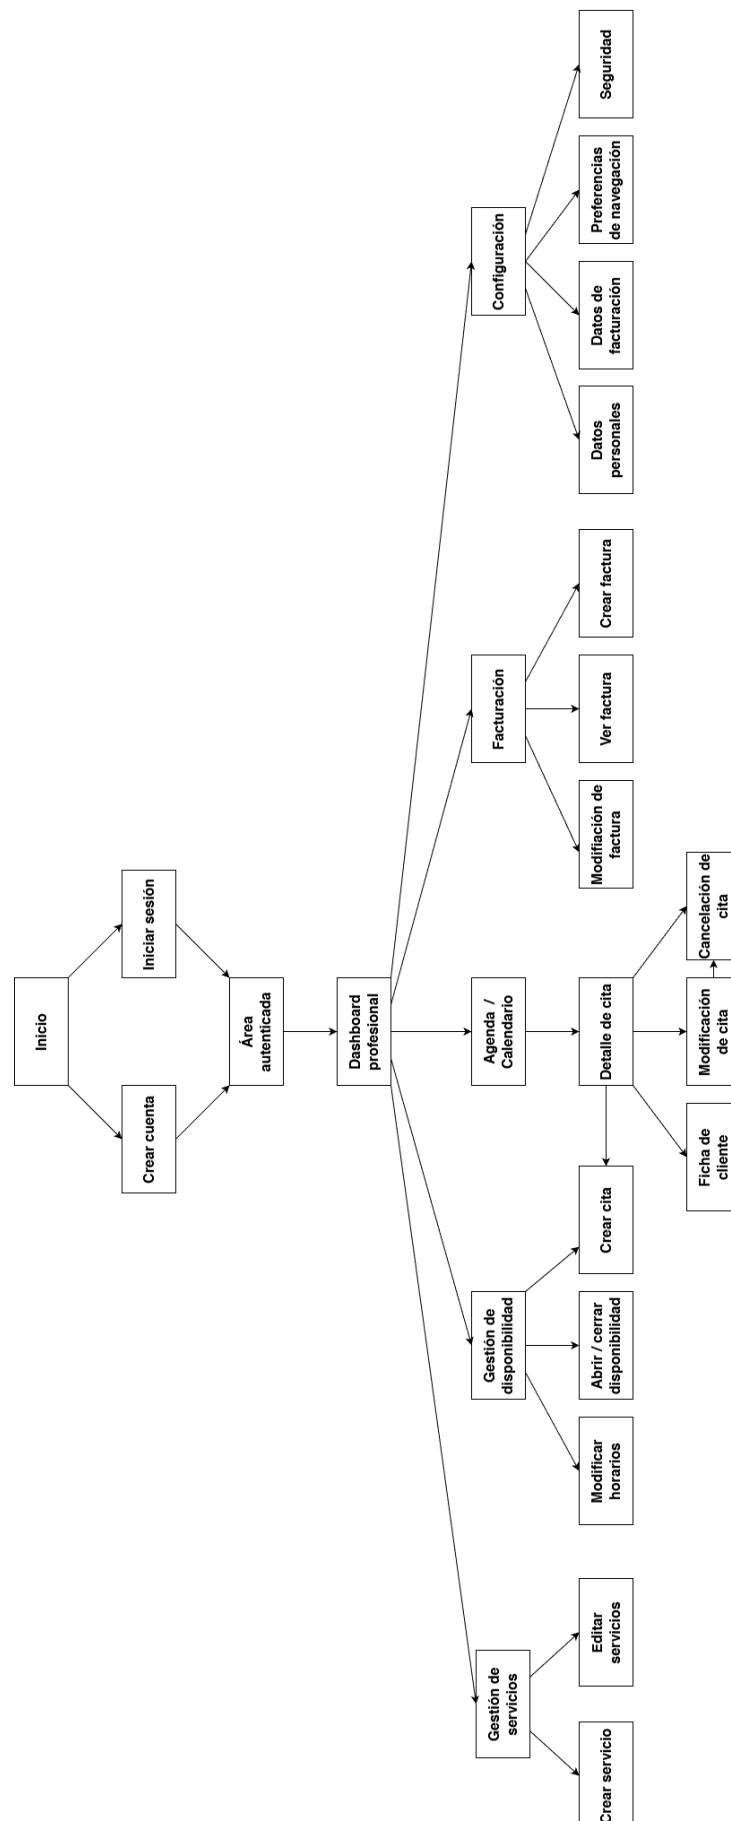 Inicio
Crear cuenta
Iniciar sesión
Área
autenticada
Dashboard
profesional
Gestión de
servicios
Gestión de
disponibilidad
Agenda /
Calendario
Facturación
Configuración
Crear servicio
Editar
servicios
Modificar
horarios
Abrir / cerrar
disponibilidad
Crear cita
Detalle de cita
Modifiación de
factura
Ver factura
Crear factura
Datos
personales
Datos de
facturación
Preferencias
de navegación
Seguridad
Ficha de
cliente
Modificación
de cita
Cancelación de
cita